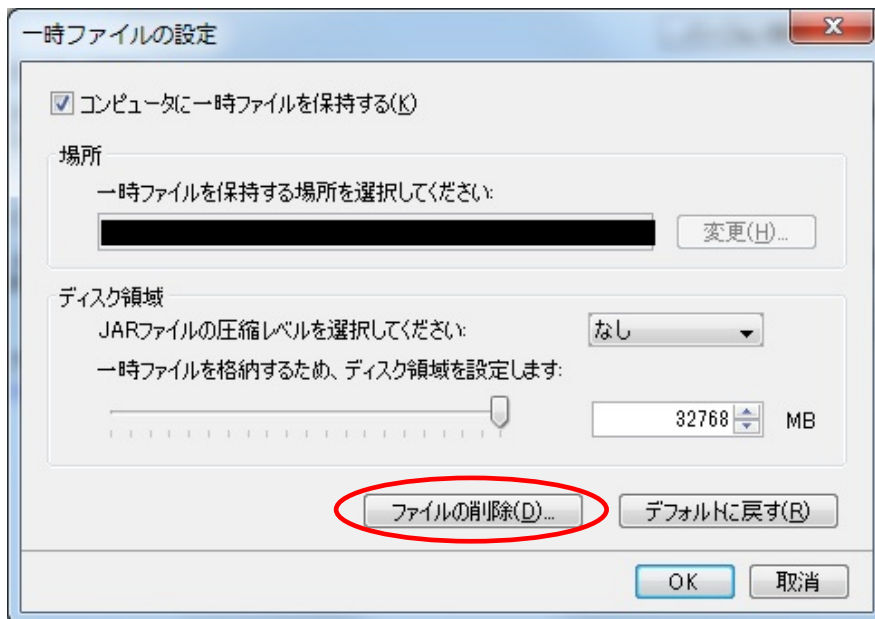 一時ファイルの設定
コンピュータに一時ファイルを保持する(K)
場所
一時ファイルを保持する場所を選択してください:
変更(H)...
ディスク領域
JARファイルの圧縮レベルを選択してください:
なし
一時ファイルを格納するため、ディスク領域を設定します:
32768 MB
ファイルの削除(D)...
デフォルトに戻す(R)
OK
取消